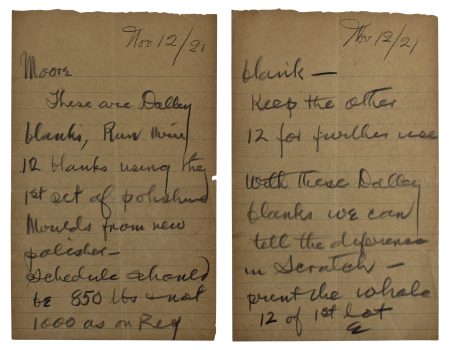 Nov 12/21
Moore
These are Dalley
blanks, Run
12 blanks using the
1st set of polishing
Moulds from new
polisher—
schedule should
be 850 lbs & not
1000 as on Reg
Nov 12/21
blank —
Keep the other
12 for further use
With these Dalley
blanks we can
tell the diference
in Scratch —
print the whole
12 of 1st lot
E